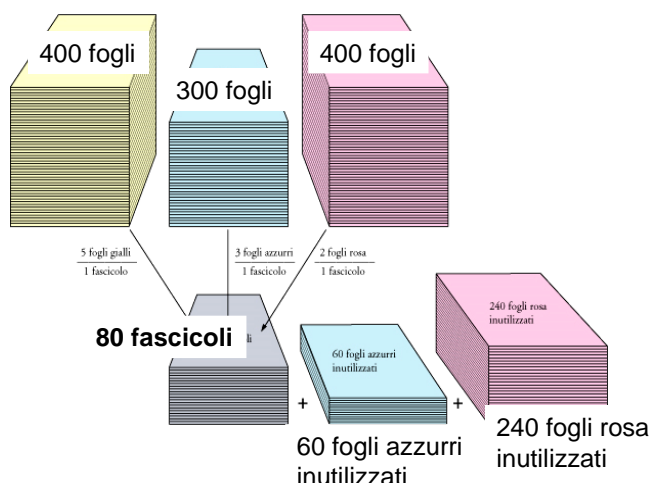 400 fogli
300 fogli
400 fogli
5 fogli gialli
1 fascicolo
3 fogli azzurri
1 fascicolo
2 fogli rosa
1 fascicolo
80 fascicoli
60 fogli azzurri
inutilizzati
240 fogli rosa
inutilizzati
+
+
60 fogli azzurri
inutilizzati
240 fogli rosa
inutilizzati